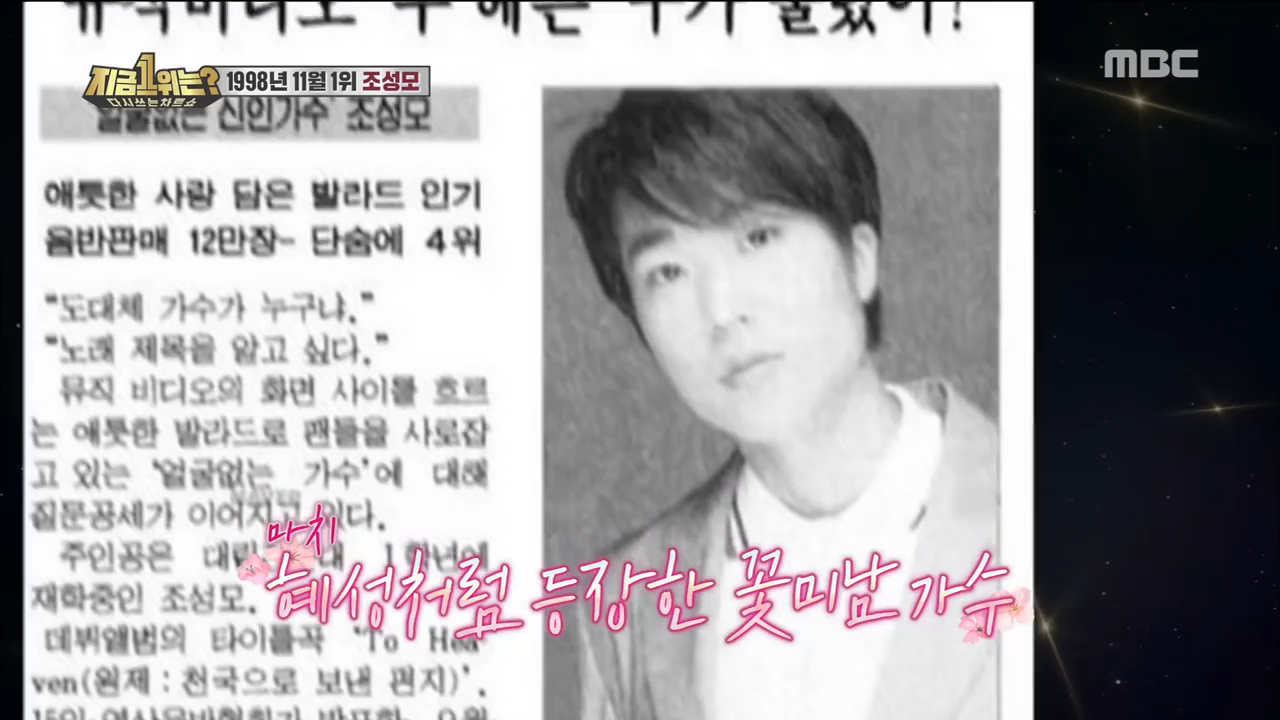 지금1위는?
다시쓰는차트쇼
1998년 11월 1위 조성모
MBC
얼굴없는 신인가수 조성모
애틋한 사랑 담은 발라드 인기
음반판매 12만장- 단숨에 4위
“도대체 가수가 누구냐.”
“노래 제목을 알고 싶다.”
뮤직 비디오의 화면 사이를 흐르
는 애틋한 발라드로 팬들을 사로잡
고 있는 ‘얼굴없는 가수’에 대해
질문공세가 이어지고 있다.
주인공은 1학년에
재학중인 조성모.
데뷔앨범의 타이틀곡 ‘To Hea
ven(원제:천국으로 보낸 편지)’.
마치
혜성처럼 등장한 꽃미남 가수